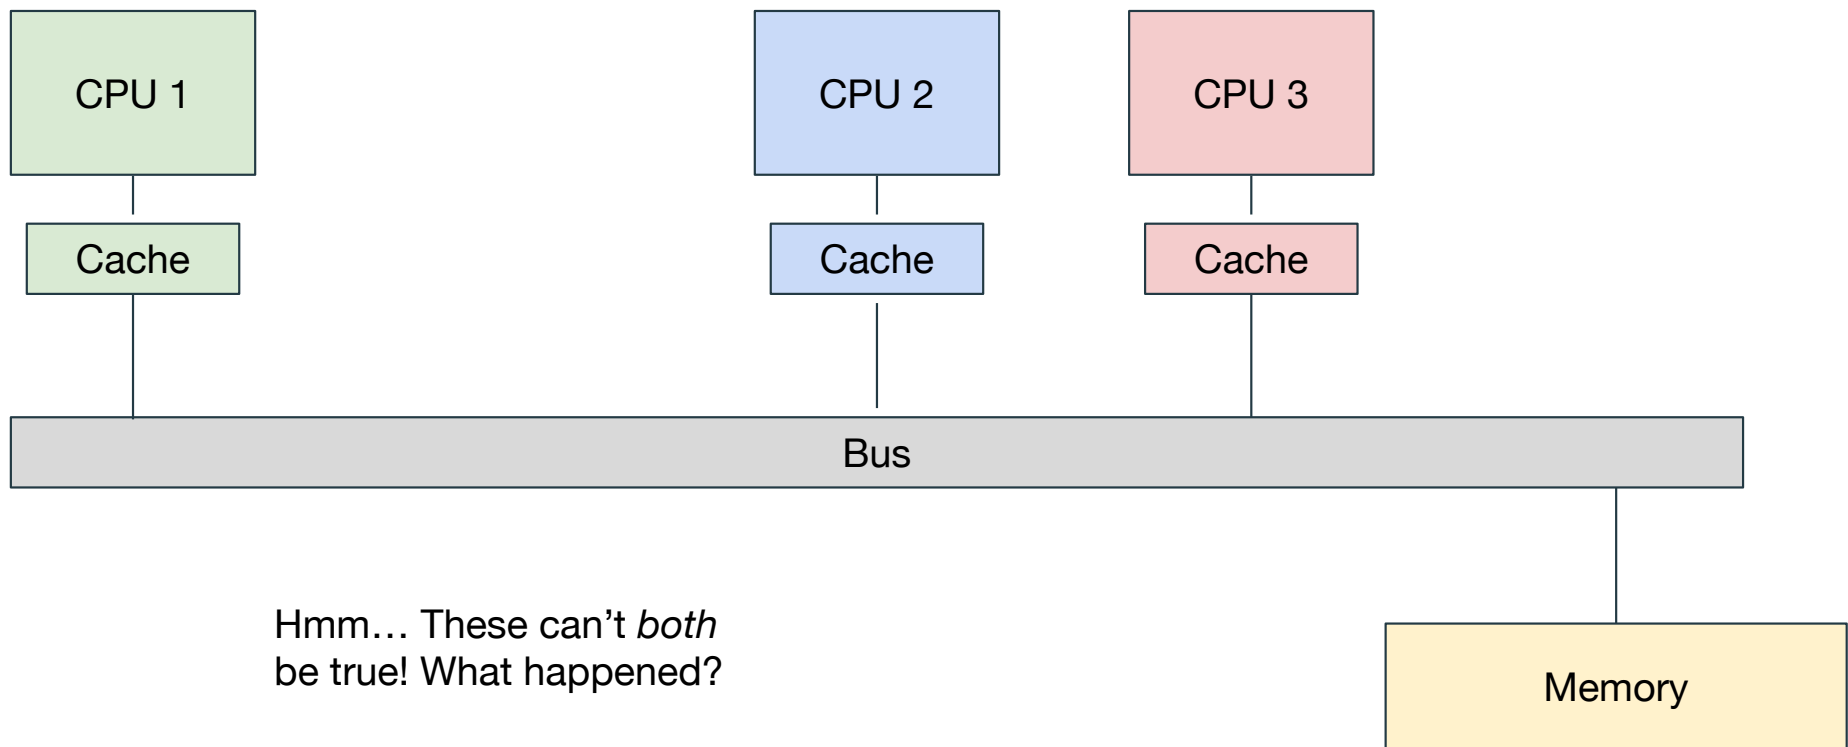 CPU 1
CPU 2
CPU 3
Cache
Cache
Cache
Bus
Hmm… These can’t both
be true! What happened?
Memory